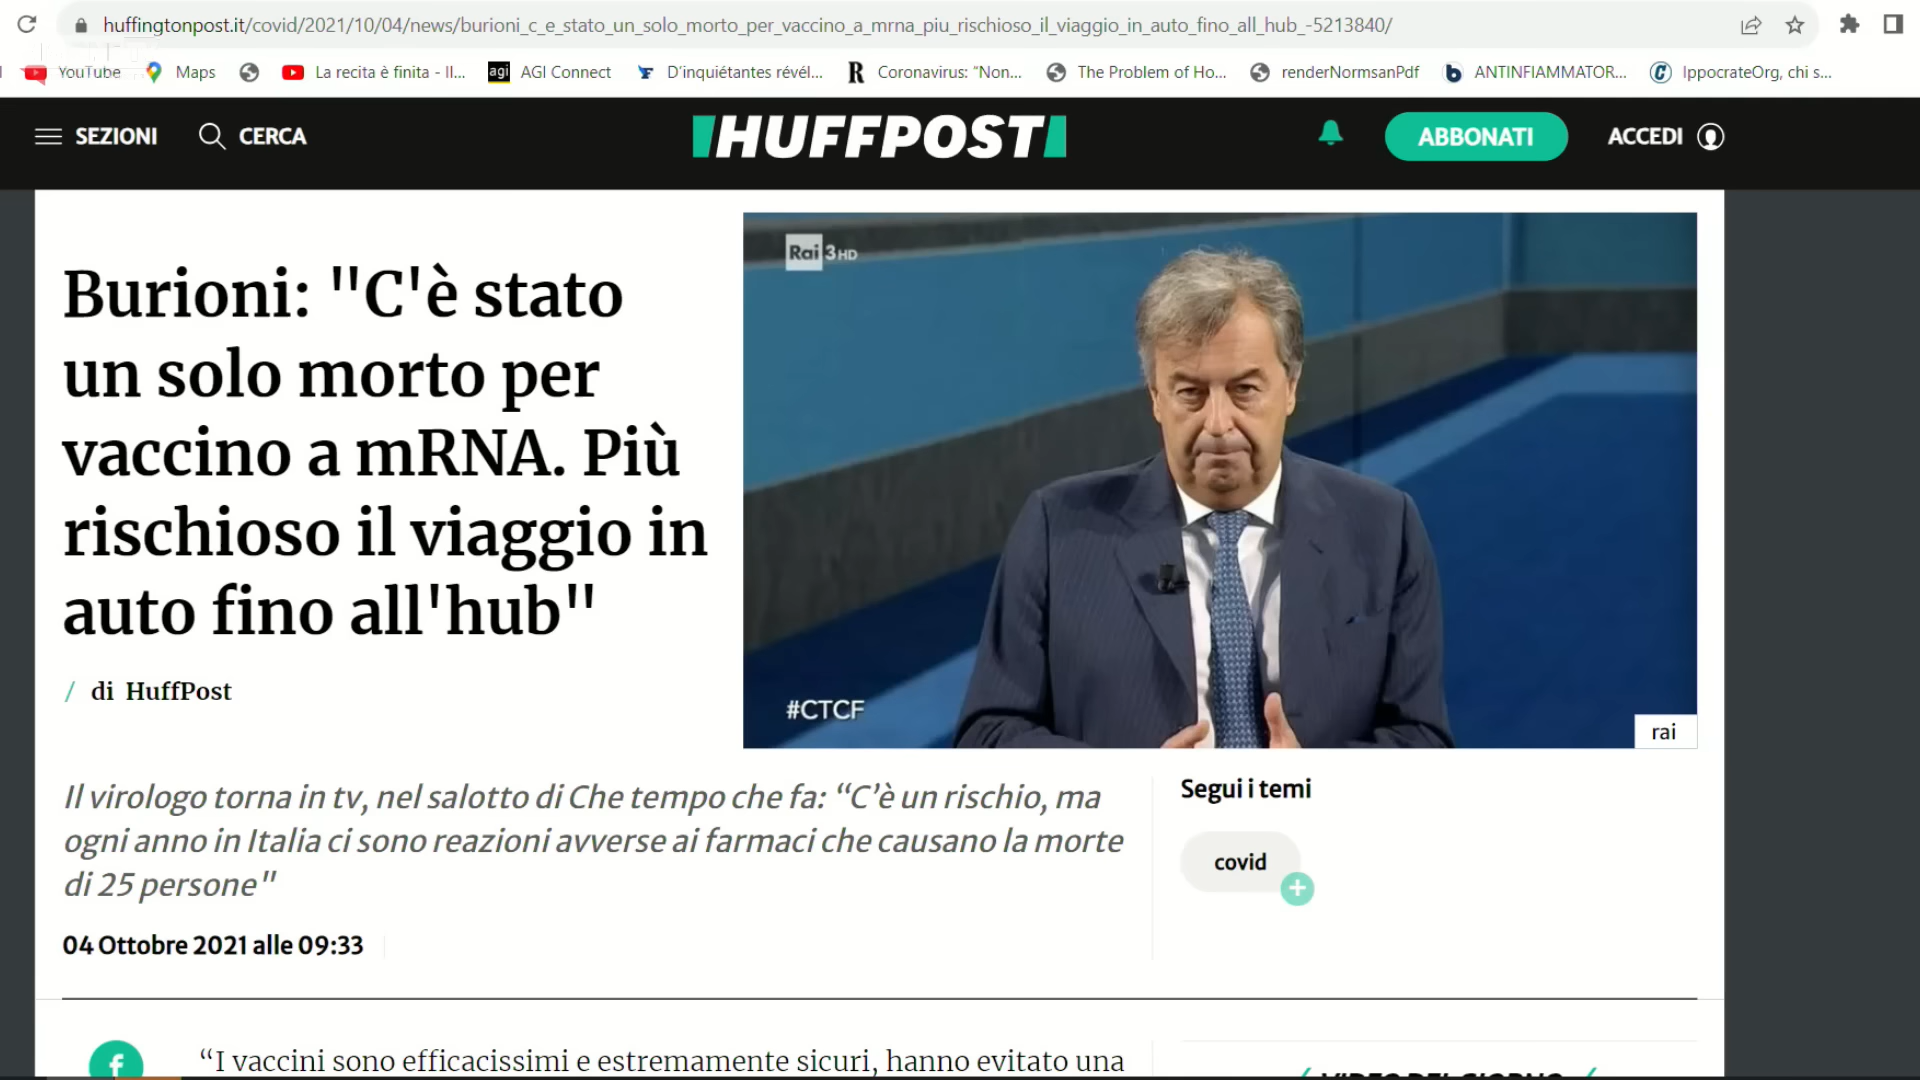 huffingtonpost.it/covid/2021/10/04/news/burioni_c_e_stato_un_solo_morto_per_vaccino_a_mrna_piu_rischioso_il_viaggio_in_auto_fino_all_hub_-5213840/
YouTube Maps La recita è finita - Il... agi AGI Connect D'inquiétantes révél... R Coronavirus: “Non... The Problem of Ho... renderNormsanPdf b ANTINFIAMMATOR... IppocrateOrg, chi s...
SEZIONI CERCA HUFFPOST ABBONATI ACCEDI
Rai 3HD
Burioni: "C'è stato
un solo morto per
vaccino a mRNA. Più
rischioso il viaggio in
auto fino all'hub"
/ di HuffPost
#CTCF
rai
Il virologo torna in tv, nel salotto di Che tempo che fa: “C’è un rischio, ma
ogni anno in Italia ci sono reazioni avverse ai farmaci che causano la morte
di 25 persone"
04 Ottobre 2021 alle 09:33
Segui i temi
covid
+
f
“I vaccini sono efficacissimi e estremamente sicuri, hanno evitato una
VIDEO DEL GIORNO